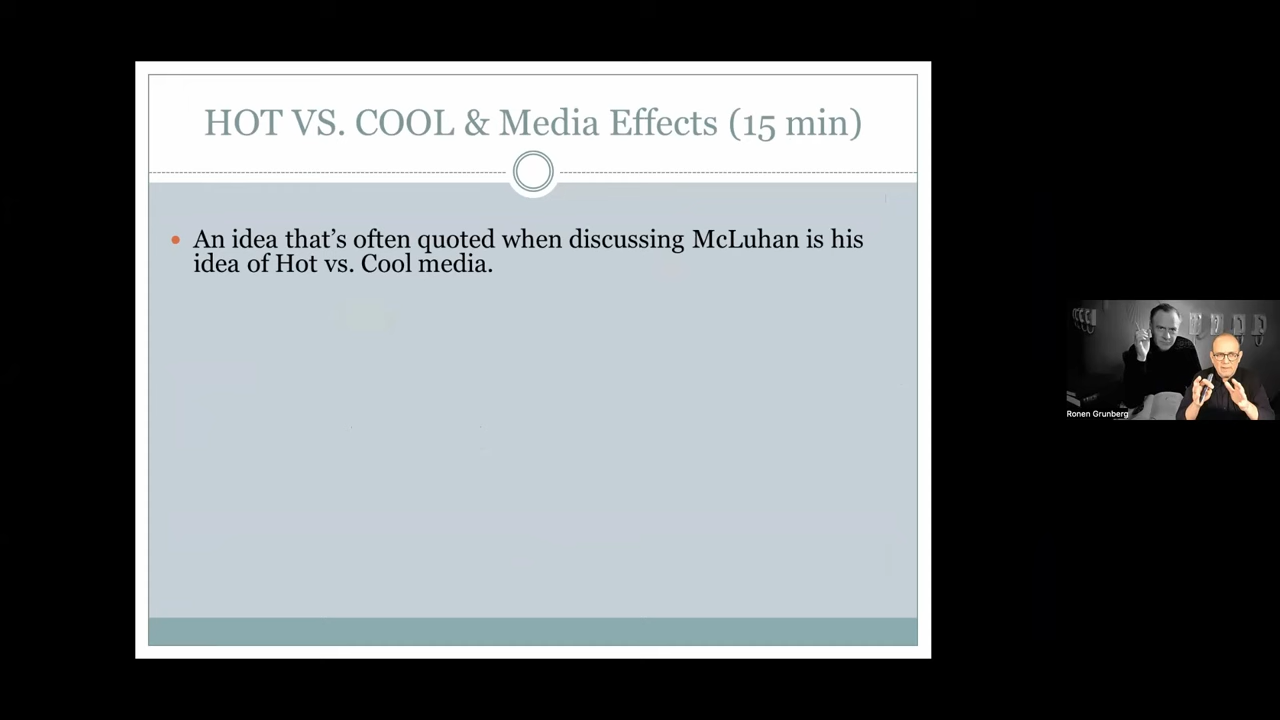 HOT VS. COOL & Media Effects (15 min)
• An idea that’s often quoted when discussing McLuhan is his
idea of Hot vs. Cool media.
Ronen Grunberg